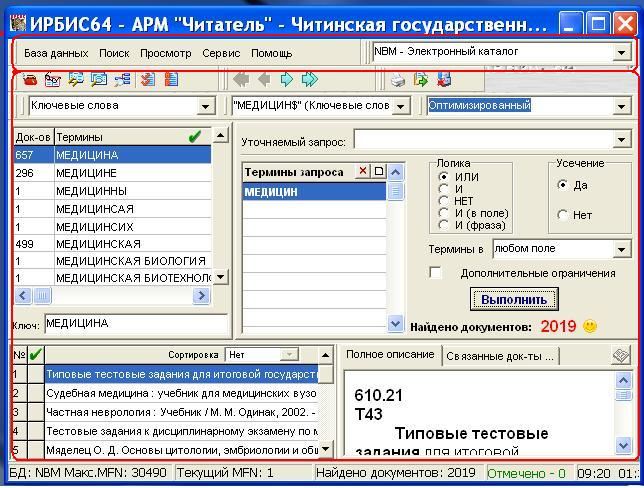 ИРБИС64 - АРМ "Читатель" - Читинская государственн...
База данных Поиск Просмотр Сервис Помощь NBM - Электронный каталог
Ключевые слова "МЕДИЦИН$" (Ключевые слов Оптимизированный
Док-ов Термины
657 МЕДИЦИНА
296 МЕДИЦИНЕ
1 МЕДИЦИННЫ
1 МЕДИЦИНСАЯ
1 МЕДИЦИНСИХ
499 МЕДИЦИНСКАЯ
1 МЕДИЦИНСКАЯ БИОЛОГИЯ
1 МЕДИЦИНСКАЯ БИОТЕХНОЛО
Ключ: МЕДИЦИНА
Уточняемый запрос:
Термины запроса
МЕДИЦИН
Логика
ИЛИ
И
НЕТ
И (в поле)
И (фраза)
Усечение
Да
Нет
Термины в любом поле
Дополнительные ограничения
Выполнить
Найдено документов: 2019
№ Сортировка Нет
1 Типовые тестовые задания для итоговой государст
2 Судебная медицина : учебник для медицинских вузо
3 Частная неврология : Учебник / М. М. Одинак, 2002. -
4 Тестовые задания к дисциплинарному экзамену по м
5 Мяделец О. Д. Основы цитологии, эмбриологии и общ
Полное описание Связанные док-ты ...
610.21
Т43
Типовые тестовые
задания для итоговой
БД: NBM Макс.MFN: 30490 Текущий MFN: 1 Найдено документов: 2019 Отмечено - 0 09:20 01: